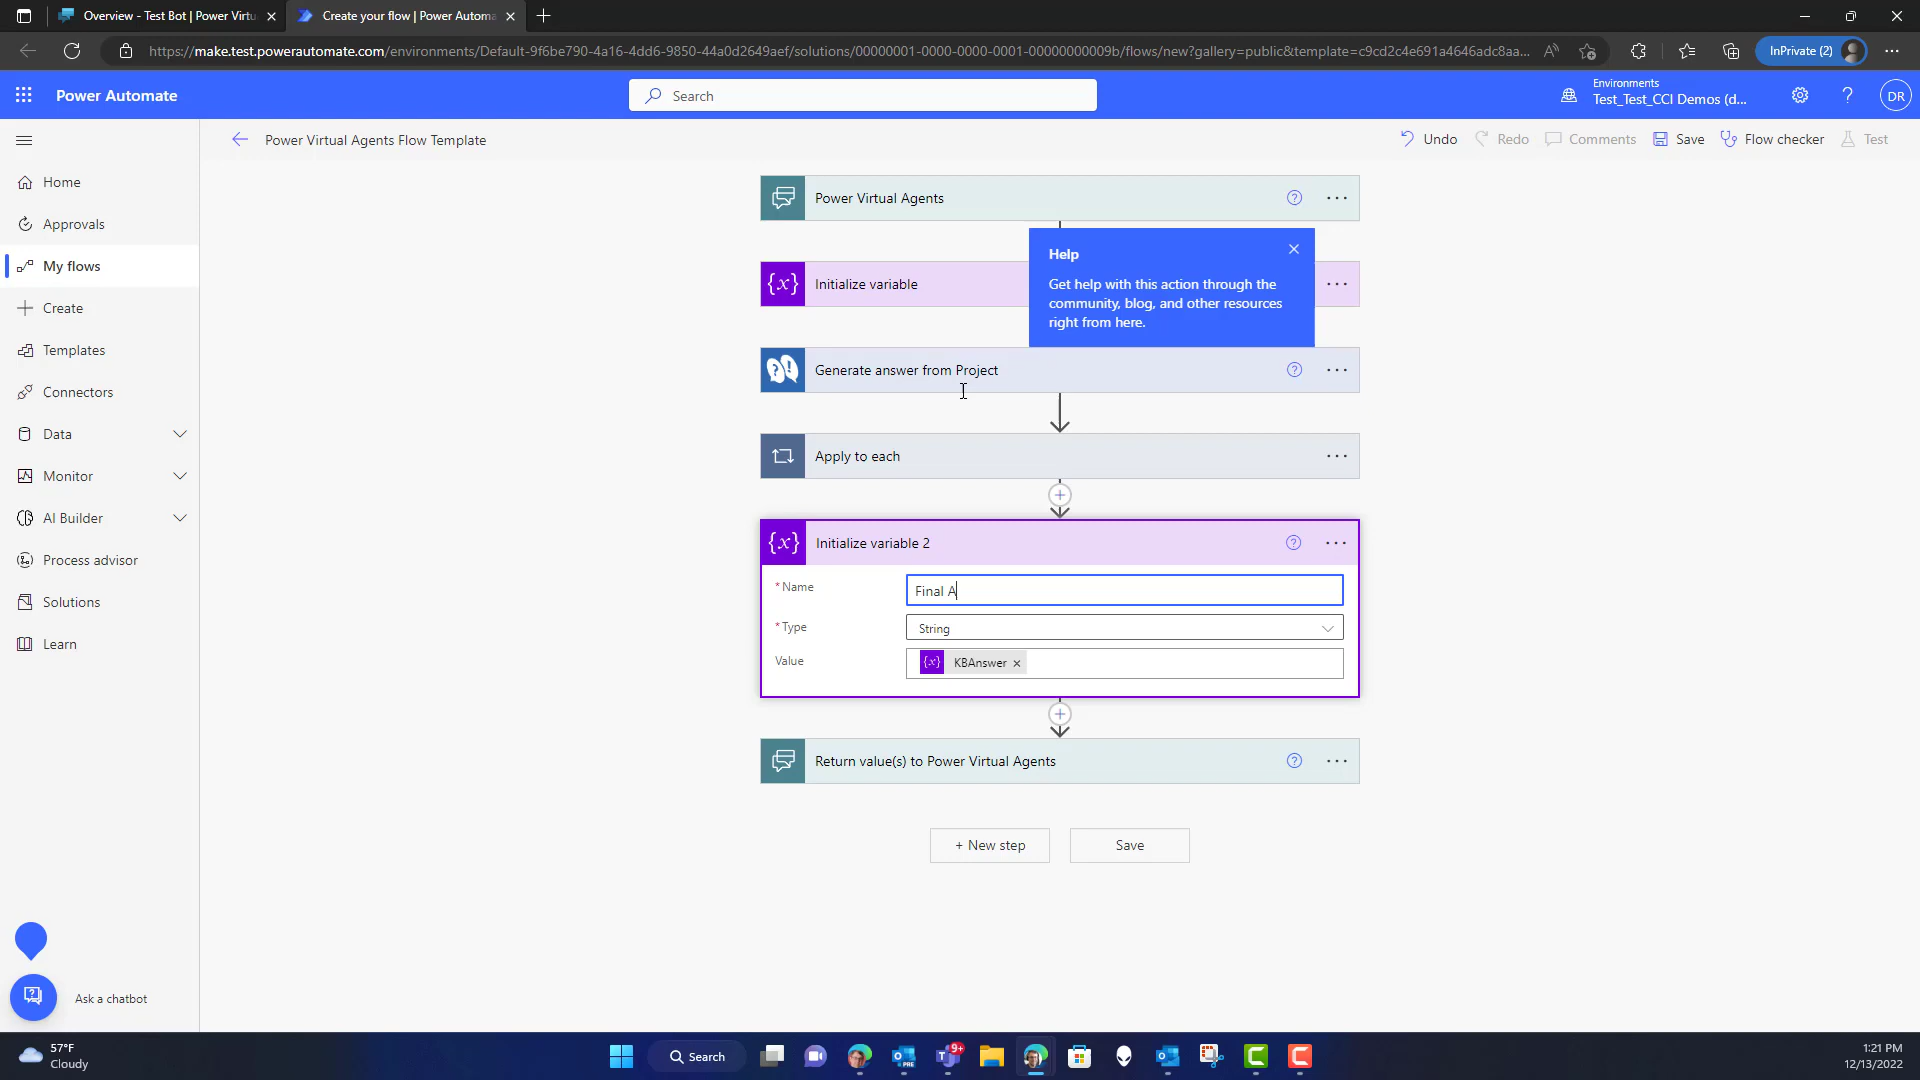 Overview - Test Bot | Power Virtu
Create your flow | Power Automa
https://make.test.powerautomate.com/environments/Default-9f6be790-4a16-4dd6-9850-44a0d2649aef/solutions/00000001-0000-0000-0001-00000000009b/flows/new?gallery=public&template=c9cd2c4e691a4646adc8aa...
InPrivate (2)
Power Automate
Search
Environments
Test_Test_CCI Demos (d...
DR
Power Virtual Agents Flow Template
Undo
Redo
Comments
Save
Flow checker
Test
Home
Approvals
My flows
Create
Templates
Connectors
Data
Monitor
AI Builder
Process advisor
Solutions
Learn
Ask a chatbot
Power Virtual Agents
Initialize variable
Help
Get help with this action through the
community, blog, and other resources
right from here.
Generate answer from Project
Apply to each
Initialize variable 2
* Name
Final A
* Type
String
Value
KBAnswer
Return value(s) to Power Virtual Agents
+ New step
Save
57°F
Cloudy
Search
PRE
9+
1:21 PM
12/13/2022